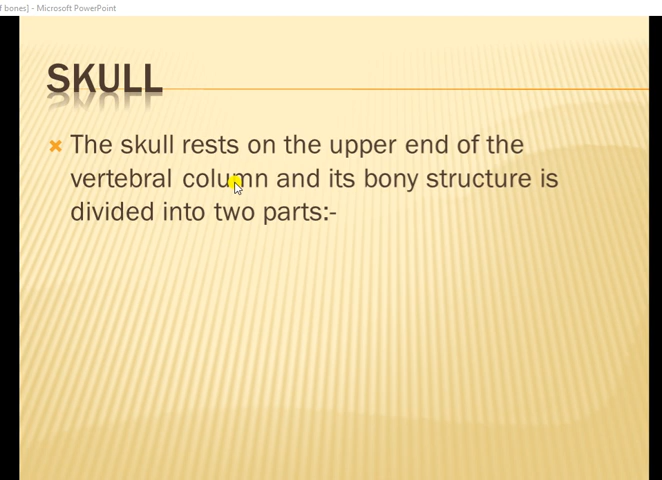 f bones] - Microsoft PowerPoint
SKULL
The skull rests on the upper end of the
vertebral column and its bony structure is
divided into two parts:-